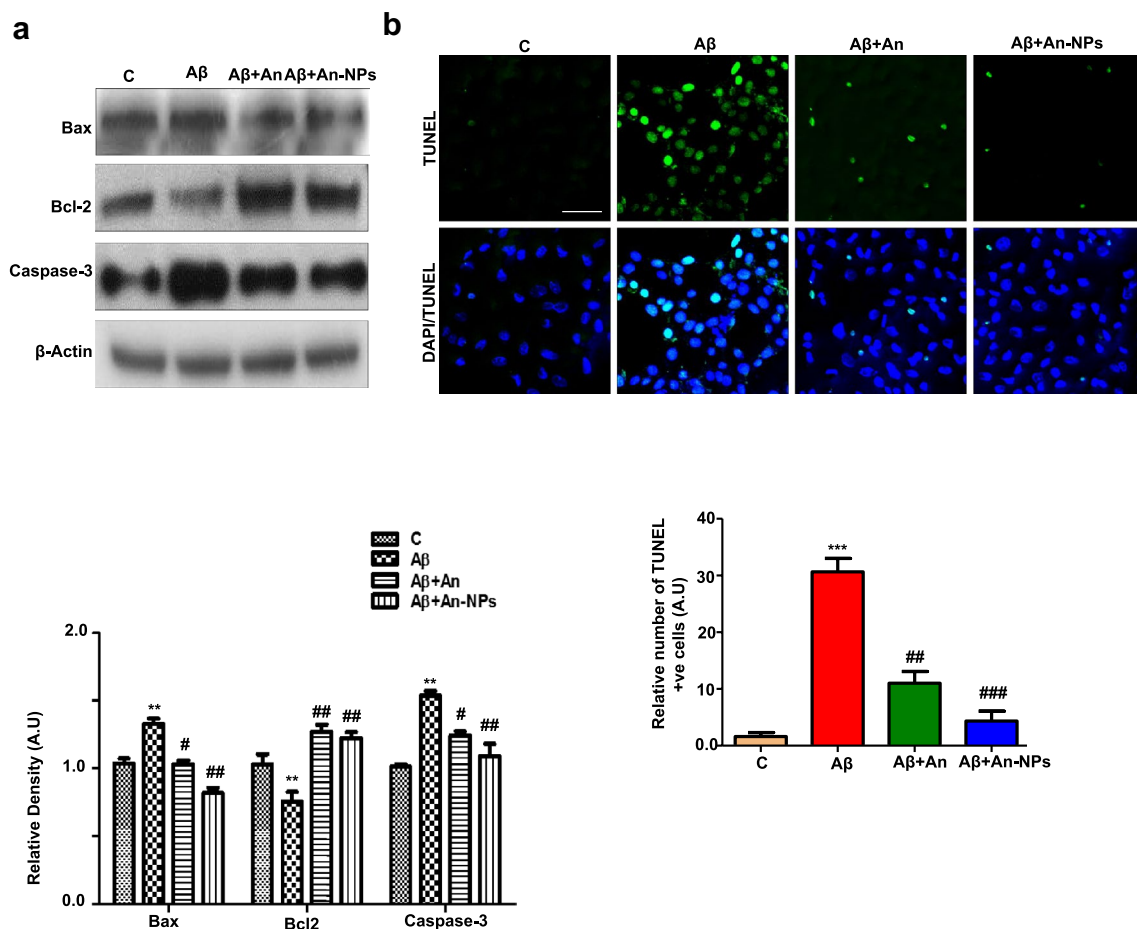 a
C Aβ Aβ+An Aβ+An-NPs
Bax
Bcl-2
Caspase-3
β-Actin
b
C Aβ Aβ+An Aβ+An-NPs
TUNEL
DAPI/TUNEL
C
Aβ
Aβ+An
Aβ+An-NPs
Relative Density (A.U)
2.0
1.0
0.0
** # ##
** ## ##
** # ##
Bax Bcl2 Caspase-3
Relative number of TUNEL
+ve cells (A.U)
40
30
20
10
0.0
***
##
###
C Aβ Aβ+An Aβ+An-NPs